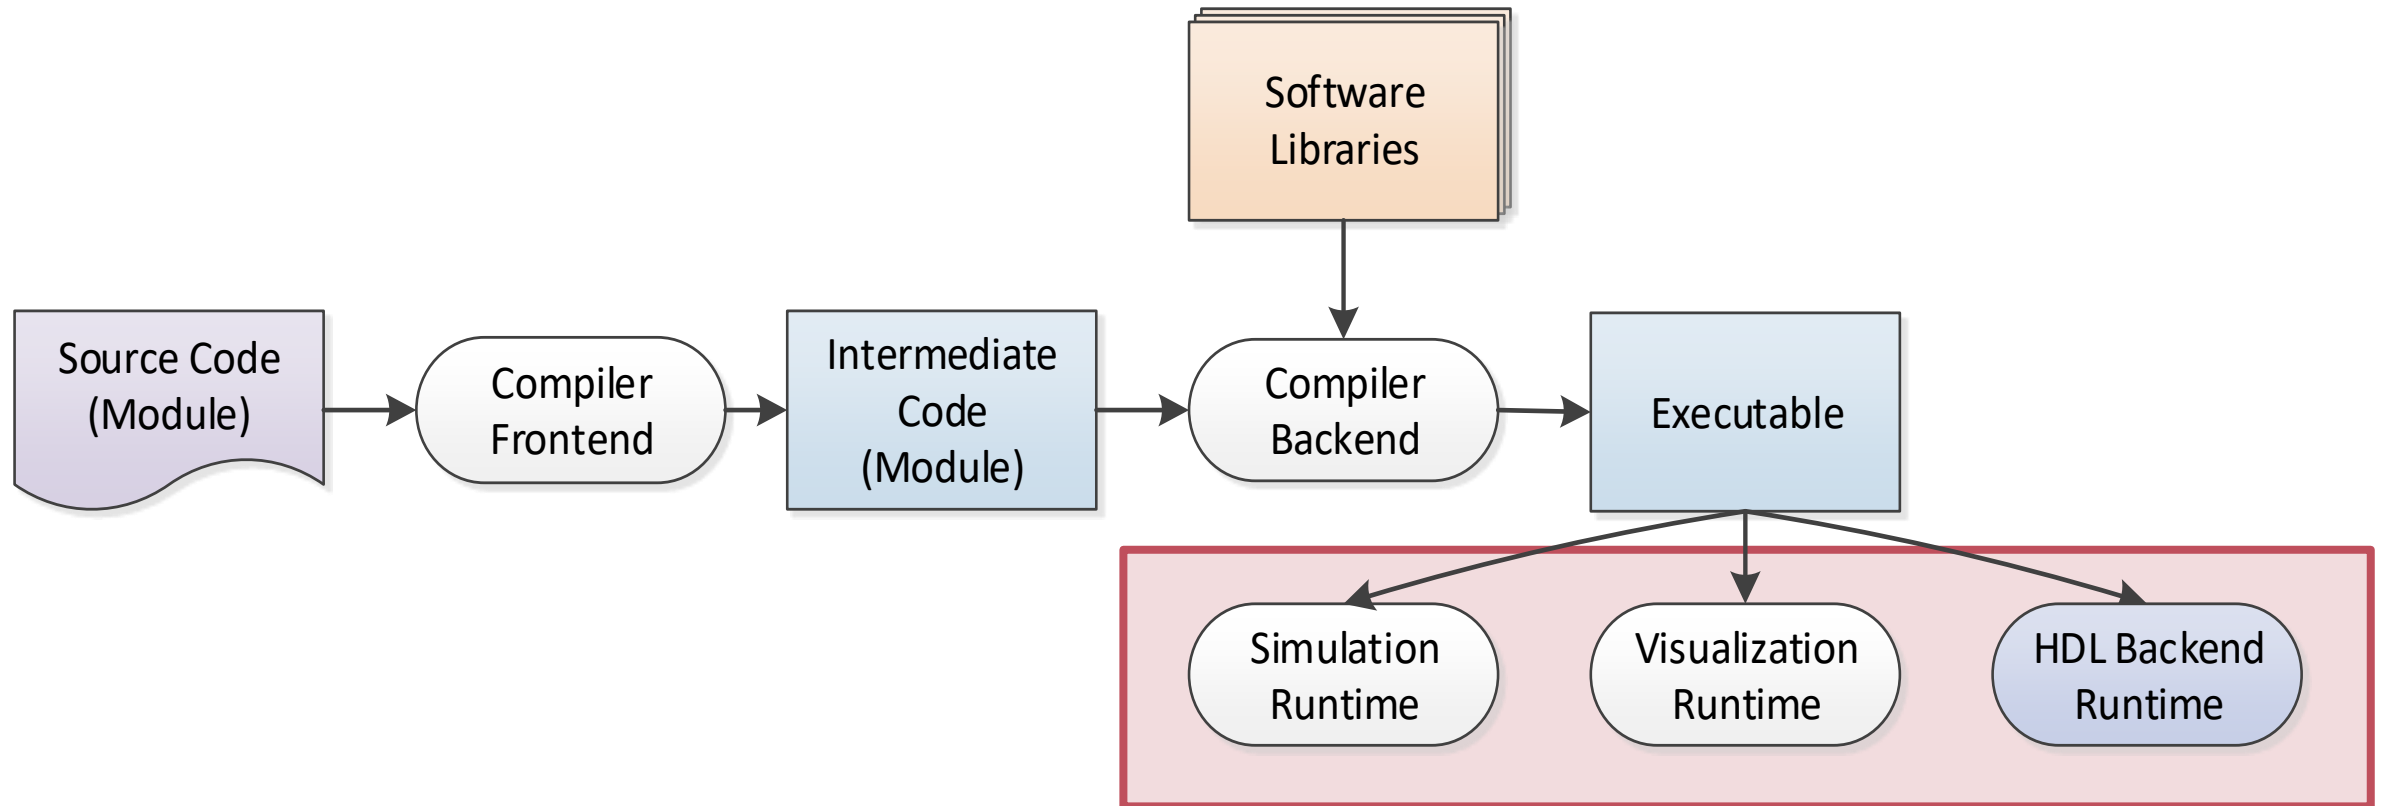 Software
Libraries
Source Code
(Module)
Compiler
Frontend
Intermediate
Code
(Module)
Compiler
Backend
Executable
Simulation
Runtime
Visualization
Runtime
HDL Backend
Runtime